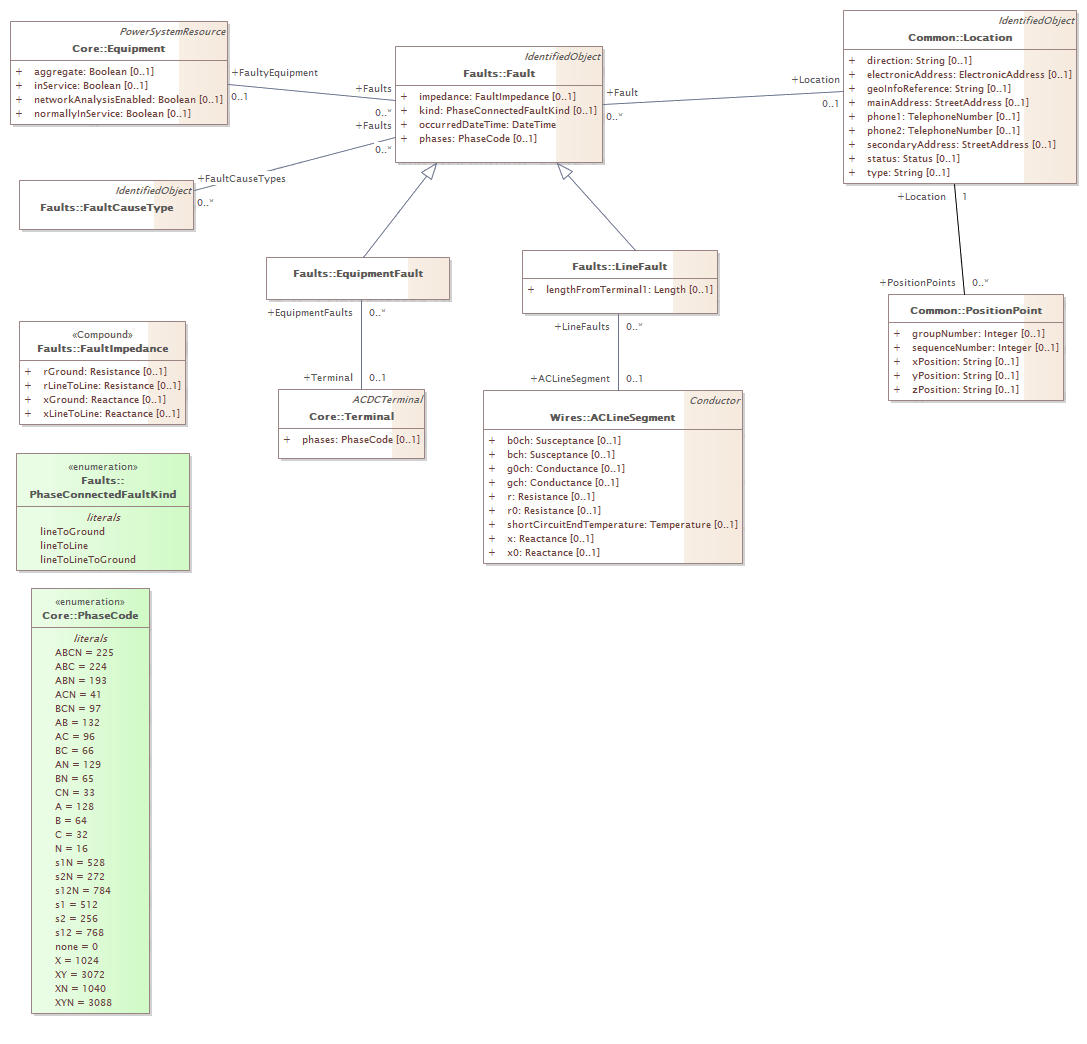 PowerSystemResource
Core::Equipment
+ aggregate: Boolean [0..1]
+ inService: Boolean [0..1]
+ networkAnalysisEnabled: Boolean [0..1]
+ normallyInService: Boolean [0..1]
+FaultyEquipment
0..1
+Faults
0..*
+Faults
0..*
IdentifiedObject
Faults::Fault
+ impedance: FaultImpedance [0..1]
+ kind: PhaseConnectedFaultKind [0..1]
+ occurredDateTime: DateTime
+ phases: PhaseCode [0..1]
+Fault
0..*
+Location
0..1
IdentifiedObject
Common::Location
+ direction: String [0..1]
+ electronicAddress: ElectronicAddress [0..1]
+ geoInfoReference: String [0..1]
+ mainAddress: StreetAddress [0..1]
+ phone1: TelephoneNumber [0..1]
+ phone2: TelephoneNumber [0..1]
+ secondaryAddress: StreetAddress [0..1]
+ status: Status [0..1]
+ type: String [0..1]
+Location 1
+PositionPoints 0..*
Common::PositionPoint
+ groupNumber: Integer [0..1]
+ sequenceNumber: Integer [0..1]
+ xPosition: String [0..1]
+ yPosition: String [0..1]
+ zPosition: String [0..1]
+FaultCauseTypes
0..*
IdentifiedObject
Faults::FaultCauseType
Faults::EquipmentFault
+EquipmentFaults 0..*
+Terminal 0..1
ACDCTerminal
Core::Terminal
+ phases: PhaseCode [0..1]
Faults::LineFault
+ lengthFromTerminal1: Length [0..1]
+LineFaults 0..*
+ACLineSegment 0..1
Conductor
Wires::ACLineSegment
+ b0ch: Susceptance [0..1]
+ bch: Susceptance [0..1]
+ g0ch: Conductance [0..1]
+ gch: Conductance [0..1]
+ r: Resistance [0..1]
+ r0: Resistance [0..1]
+ shortCircuitEndTemperature: Temperature [0..1]
+ x: Reactance [0..1]
+ x0: Reactance [0..1]
«Compound»
Faults::FaultImpedance
+ rGround: Resistance [0..1]
+ rLineToLine: Resistance [0..1]
+ xGround: Reactance [0..1]
+ xLineToLine: Reactance [0..1]
«enumeration»
Faults::
PhaseConnectedFaultKind
literals
lineToGround
lineToLine
lineToLineToGround
«enumeration»
Core::PhaseCode
literals
ABCN = 225
ABC = 224
ABN = 193
ACN = 41
BCN = 97
AB = 132
AC = 96
BC = 66
AN = 129
BN = 65
CN = 33
A = 128
B = 64
C = 32
N = 16
s1N = 528
s2N = 272
s12N = 784
s1 = 512
s2 = 256
s12 = 768
none = 0
X = 1024
XY = 3072
XN = 1040
XYN = 3088